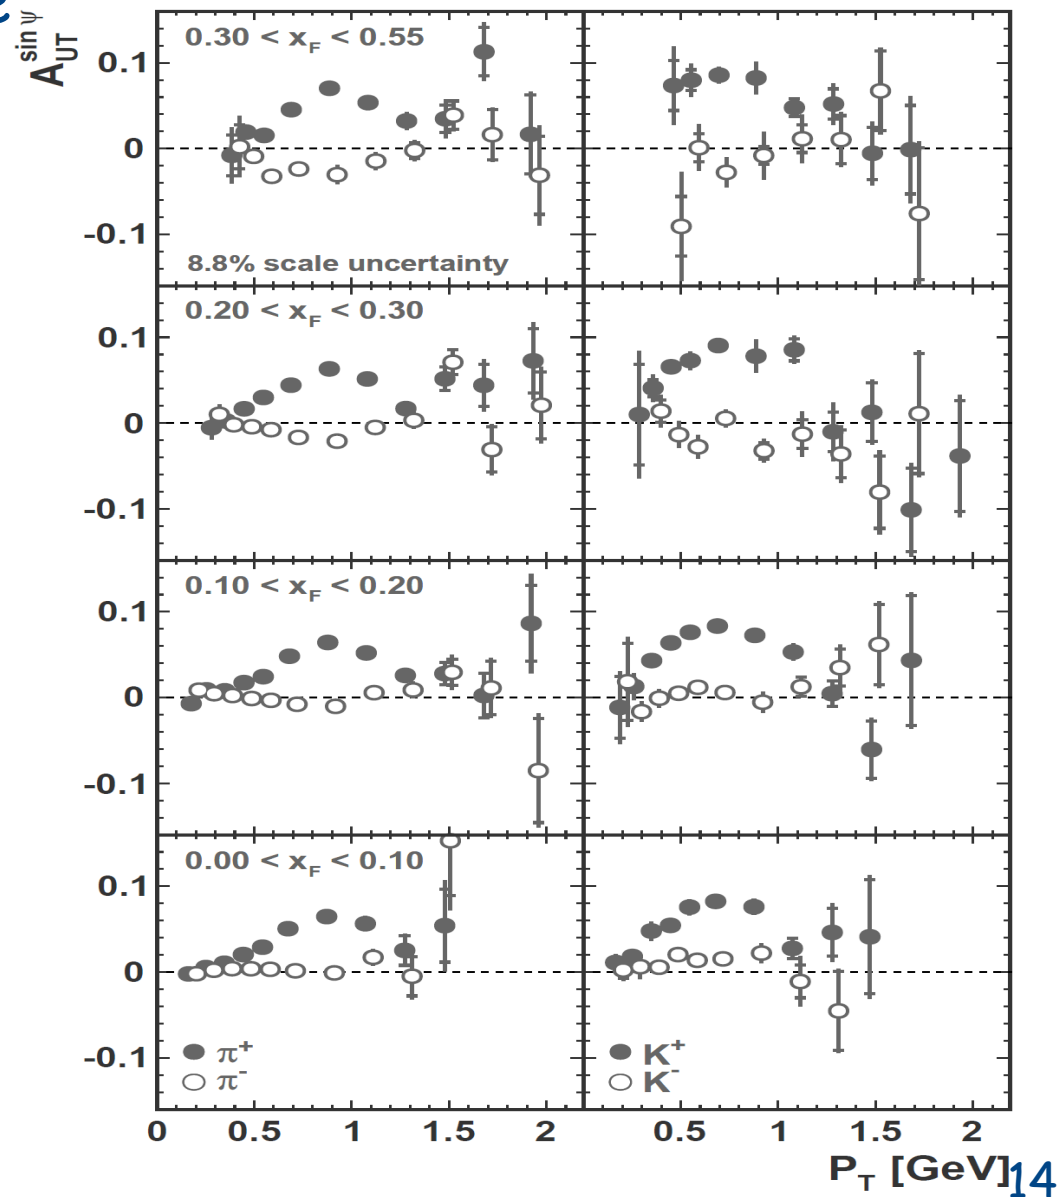 A_UT^sin ψ
0.30 < x_F < 0.55
0.1
0
-0.1
8.8% scale uncertainty
0.20 < x_F < 0.30
0.1
0
-0.1
0.10 < x_F < 0.20
0.1
0
-0.1
0.00 < x_F < 0.10
0.1
0
-0.1
π+
π-
K+
K-
0 0.5 1 1.5 2 0.5 1 1.5 2
P_T [GeV]
14